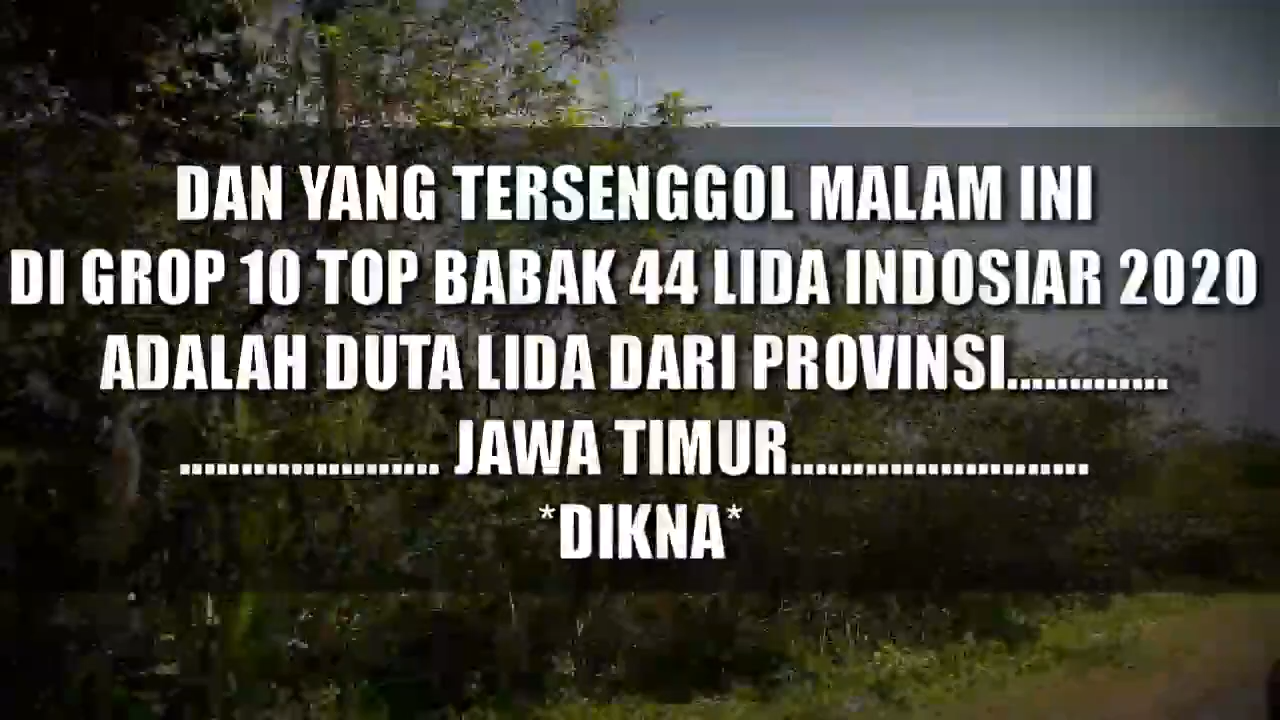 DAN YANG TERSENGGOL MALAM INI
DI GROP 10 TOP BABAK 44 LIDA INDOSIAR 2020
ADALAH DUTA LIDA DARI PROVINSI.............
..................... JAWA TIMUR........................
*DIKNA*